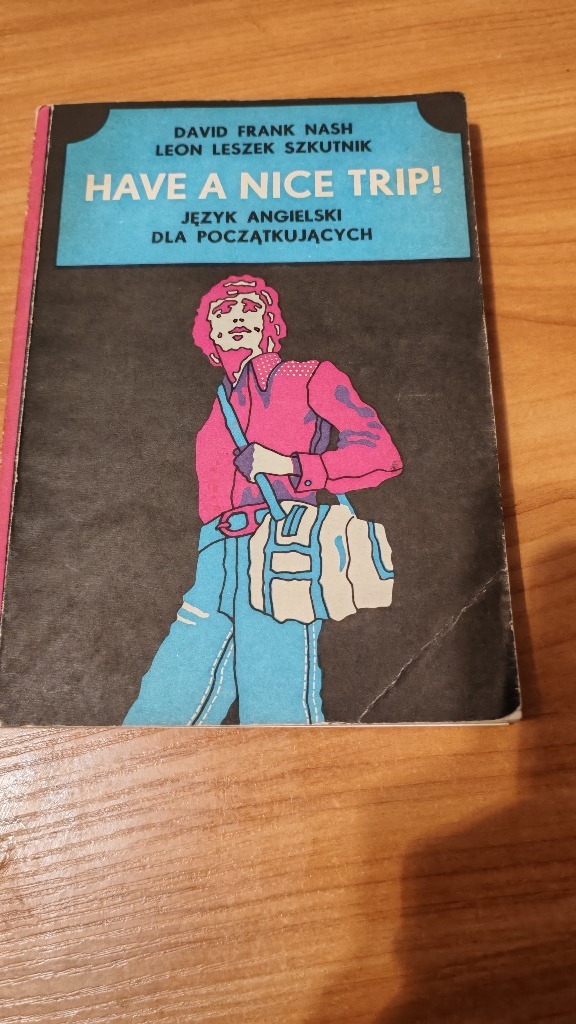 DAVID FRANK NASH
LEON LESZEK SZKUTNIK
HAVE A NICE TRIP!
JĘZYK ANGIELSKI
DLA POCZĄTKUJĄCYCH